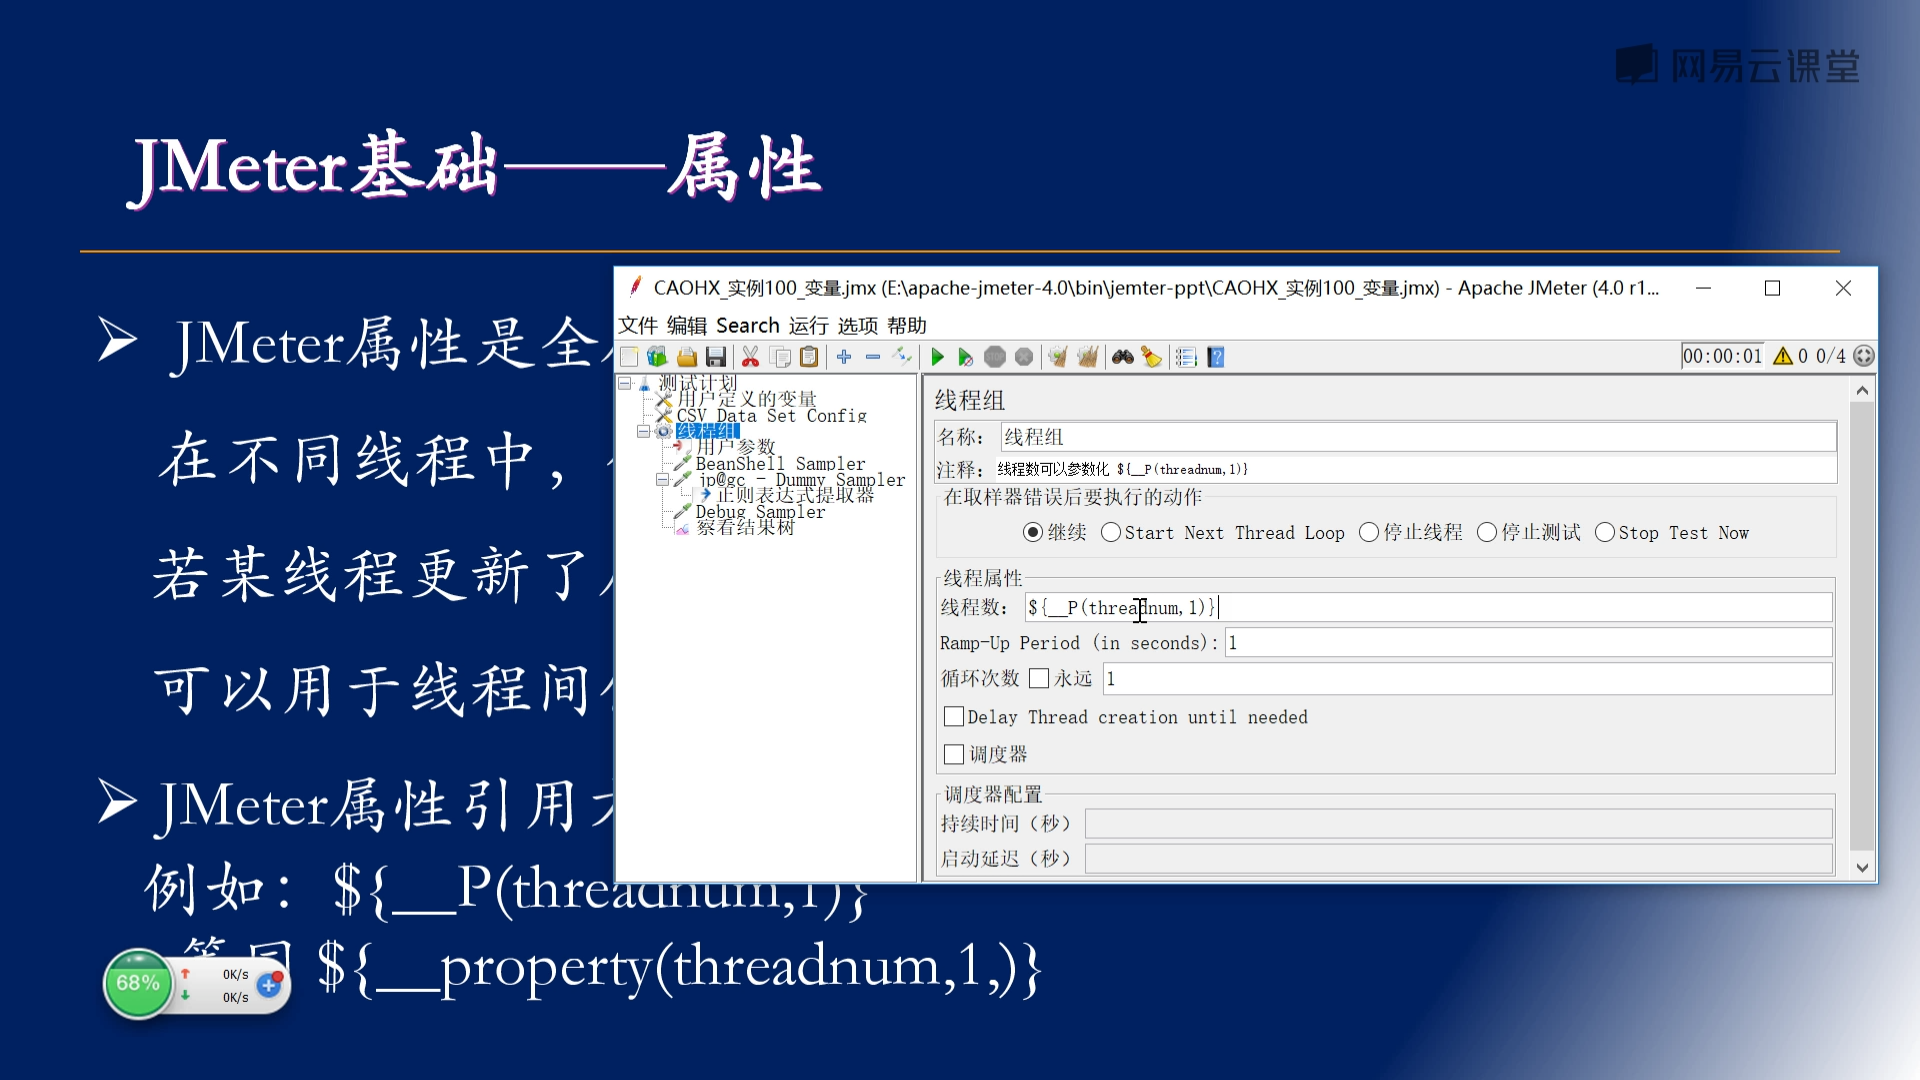 网易云课堂
JMeter基础——属性
JMeter属性是全
在不同线程中,
若某线程更新了
可以用于线程间
JMeter属性引用
例如：${__P(threadnum,1)}
等同 ${__property(threadnum,1,)}
68%
0K/s
0K/s
CAOHX_实例100_变量.jmx (E:\apache-jmeter-4.0\bin\jemter-ppt\CAOHX_实例100_变量.jmx) - Apache JMeter (4.0 r1...
文件 编辑 Search 运行 选项 帮助
00:00:01 0 0/4
测试计划
用户定义的变量
CSV Data Set Config
线程组
用户参数
BeanShell Sampler
jp@gc - Dummy Sampler
正则表达式提取器
Debug Sampler
察看结果树
线程组
名称： 线程组
注释： 线程数可以参数化 ${__P(threadnum,1)}
在取样器错误后要执行的动作
继续 Start Next Thread Loop 停止线程 停止测试 Stop Test Now
线程属性
线程数： ${__P(threadnum,1)}
Ramp-Up Period (in seconds): 1
循环次数 永远 1
Delay Thread creation until needed
调度器
调度器配置
持续时间（秒）
启动延迟（秒）